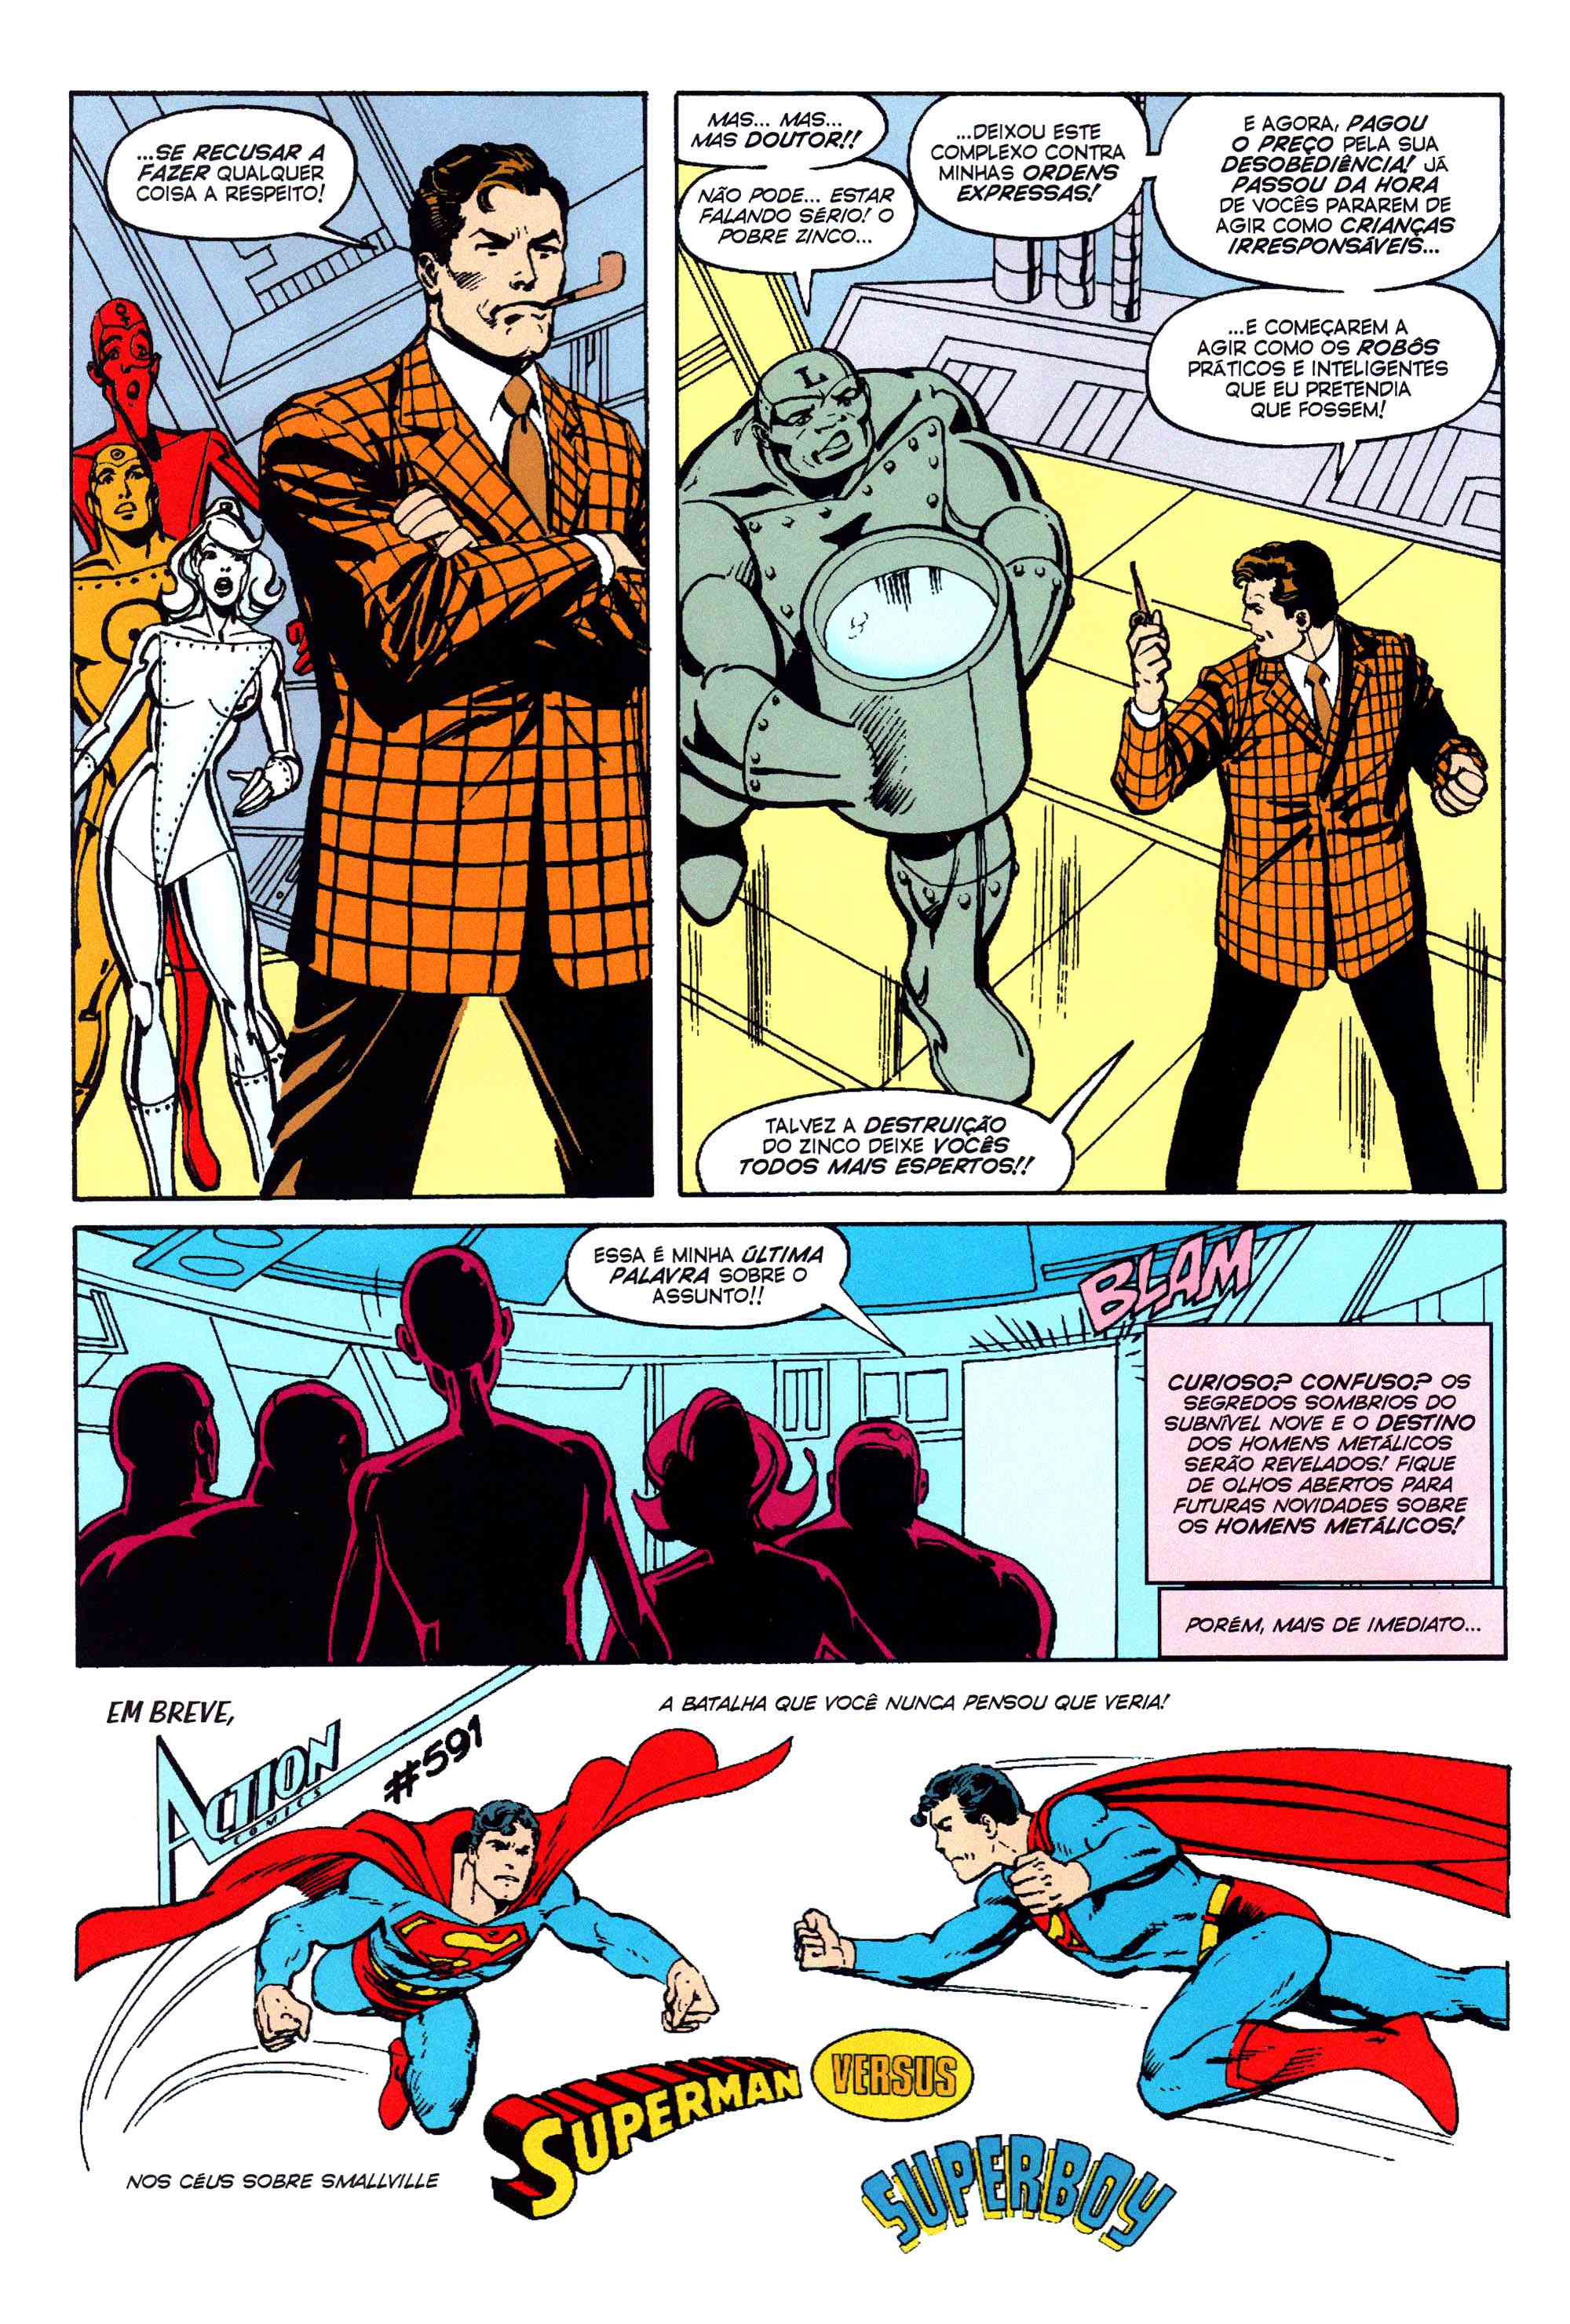 ...SE RECUSAR A
FAZER QUALQUER
COISA A RESPEITO!
MAS... MAS...
MAS DOUTOR!!
NÃO PODE... ESTAR
FALANDO SÉRIO! O
POBRE ZINCO...
...DEIXOU ESTE
COMPLEXO CONTRA
MINHAS ORDENS
EXPRESSAS!
E AGORA, PAGOU
O PREÇO PELA SUA
DESOBEDIÊNCIA! JÁ
PASSOU DA HORA
DE VOCÊS PARAREM DE
AGIR COMO CRIANÇAS
IRRESPONSÁVEIS...
...E COMEÇAREM A
AGIR COMO OS ROBÔS
PRÁTICOS E INTELIGENTES
QUE EU PRETENDIA
QUE FOSSEM!
L
TALVEZ A DESTRUIÇÃO
DO ZINCO DEIXE VOCÊS
TODOS MAIS ESPERTOS!!
ESSA É MINHA ÚLTIMA
PALAVRA SOBRE O
ASSUNTO!!
BLAM
CURIOSO? CONFUSO? OS
SEGREDOS SOMBRIOS DO
SUBNÍVEL NOVE E O DESTINO
DOS HOMENS METÁLICOS
SERÃO REVELADOS! FIQUE
DE OLHOS ABERTOS PARA
FUTURAS NOVIDADES SOBRE
OS HOMENS METÁLICOS!
PORÉM, MAIS DE IMEDIATO...
EM BREVE,
ACTION
COMICS
#591
A BATALHA QUE VOCÊ NUNCA PENSOU QUE VERIA!
SUPERMAN
VERSUS
SUPERBOY
NOS CÉUS SOBRE SMALLVILLE